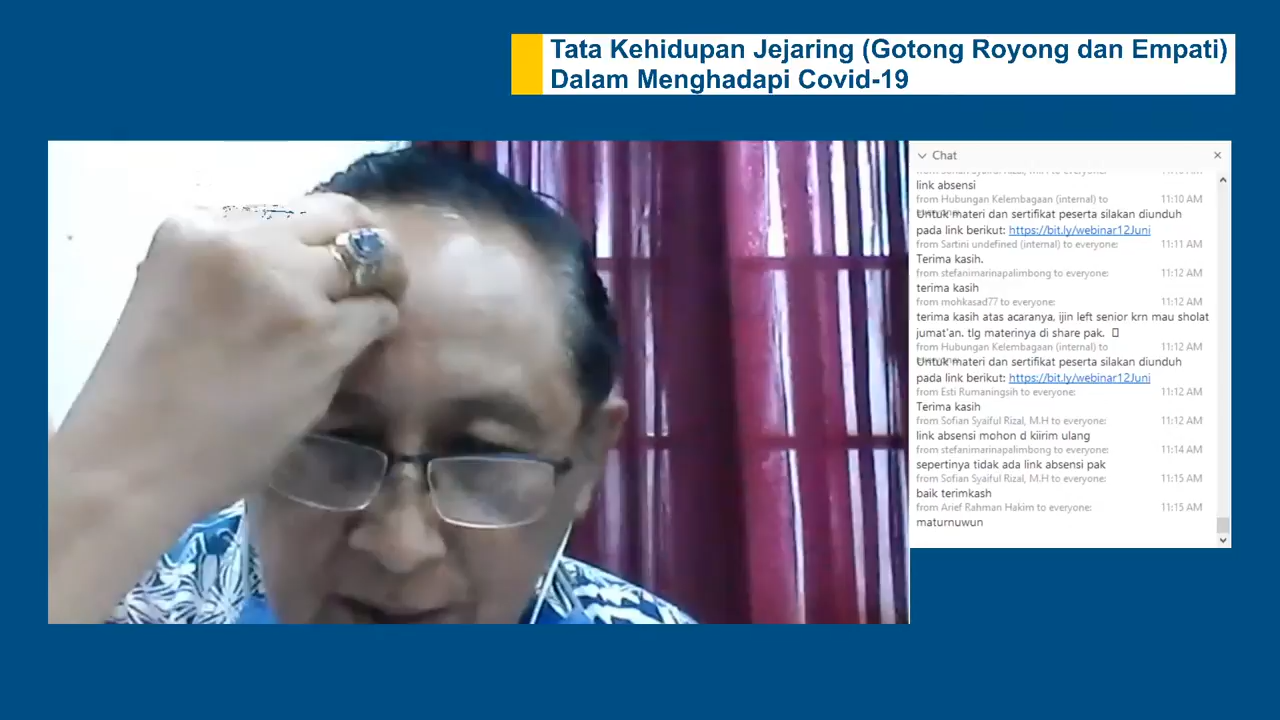 Tata Kehidupan Jejaring (Gotong Royong dan Empati)
Dalam Menghadapi Covid-19
Chat
link absensi
from Hubungan Kelembagaan (internal) to
11:10 AM
Untuk materi dan sertifikat peserta silakan diunduh
pada link berikut: https://bit.ly/webinar12Juni
from Sartini undefined (internal) to everyone: 11:11 AM
Terima kasih.
from stefanimarinapalimbong to everyone: 11:12 AM
terima kasih
from mohkasad77 to everyone: 11:12 AM
terima kasih atas acaranya, ijin left senior krn mau sholat
jumat'an. tlg materinya di share pak.
from Hubungan Kelembagaan (internal) to 11:12 AM
Untuk materi dan sertifikat peserta silakan diunduh
pada link berikut: https://bit.ly/webinar12Juni
from Esti Rumaningsih to everyone: 11:12 AM
Terima kasih
from Sofian Syaiful Rizal, M.H to everyone: 11:12 AM
link absensi mohon d kiirim ulang
from stefanimarinapalimbong to everyone: 11:14 AM
sepertinya tidak ada link absensi pak
from Sofian Syaiful Rizal, M.H to everyone: 11:15 AM
baik terimkash
from Arief Rahman Hakim to everyone: 11:15 AM
maturnuwun